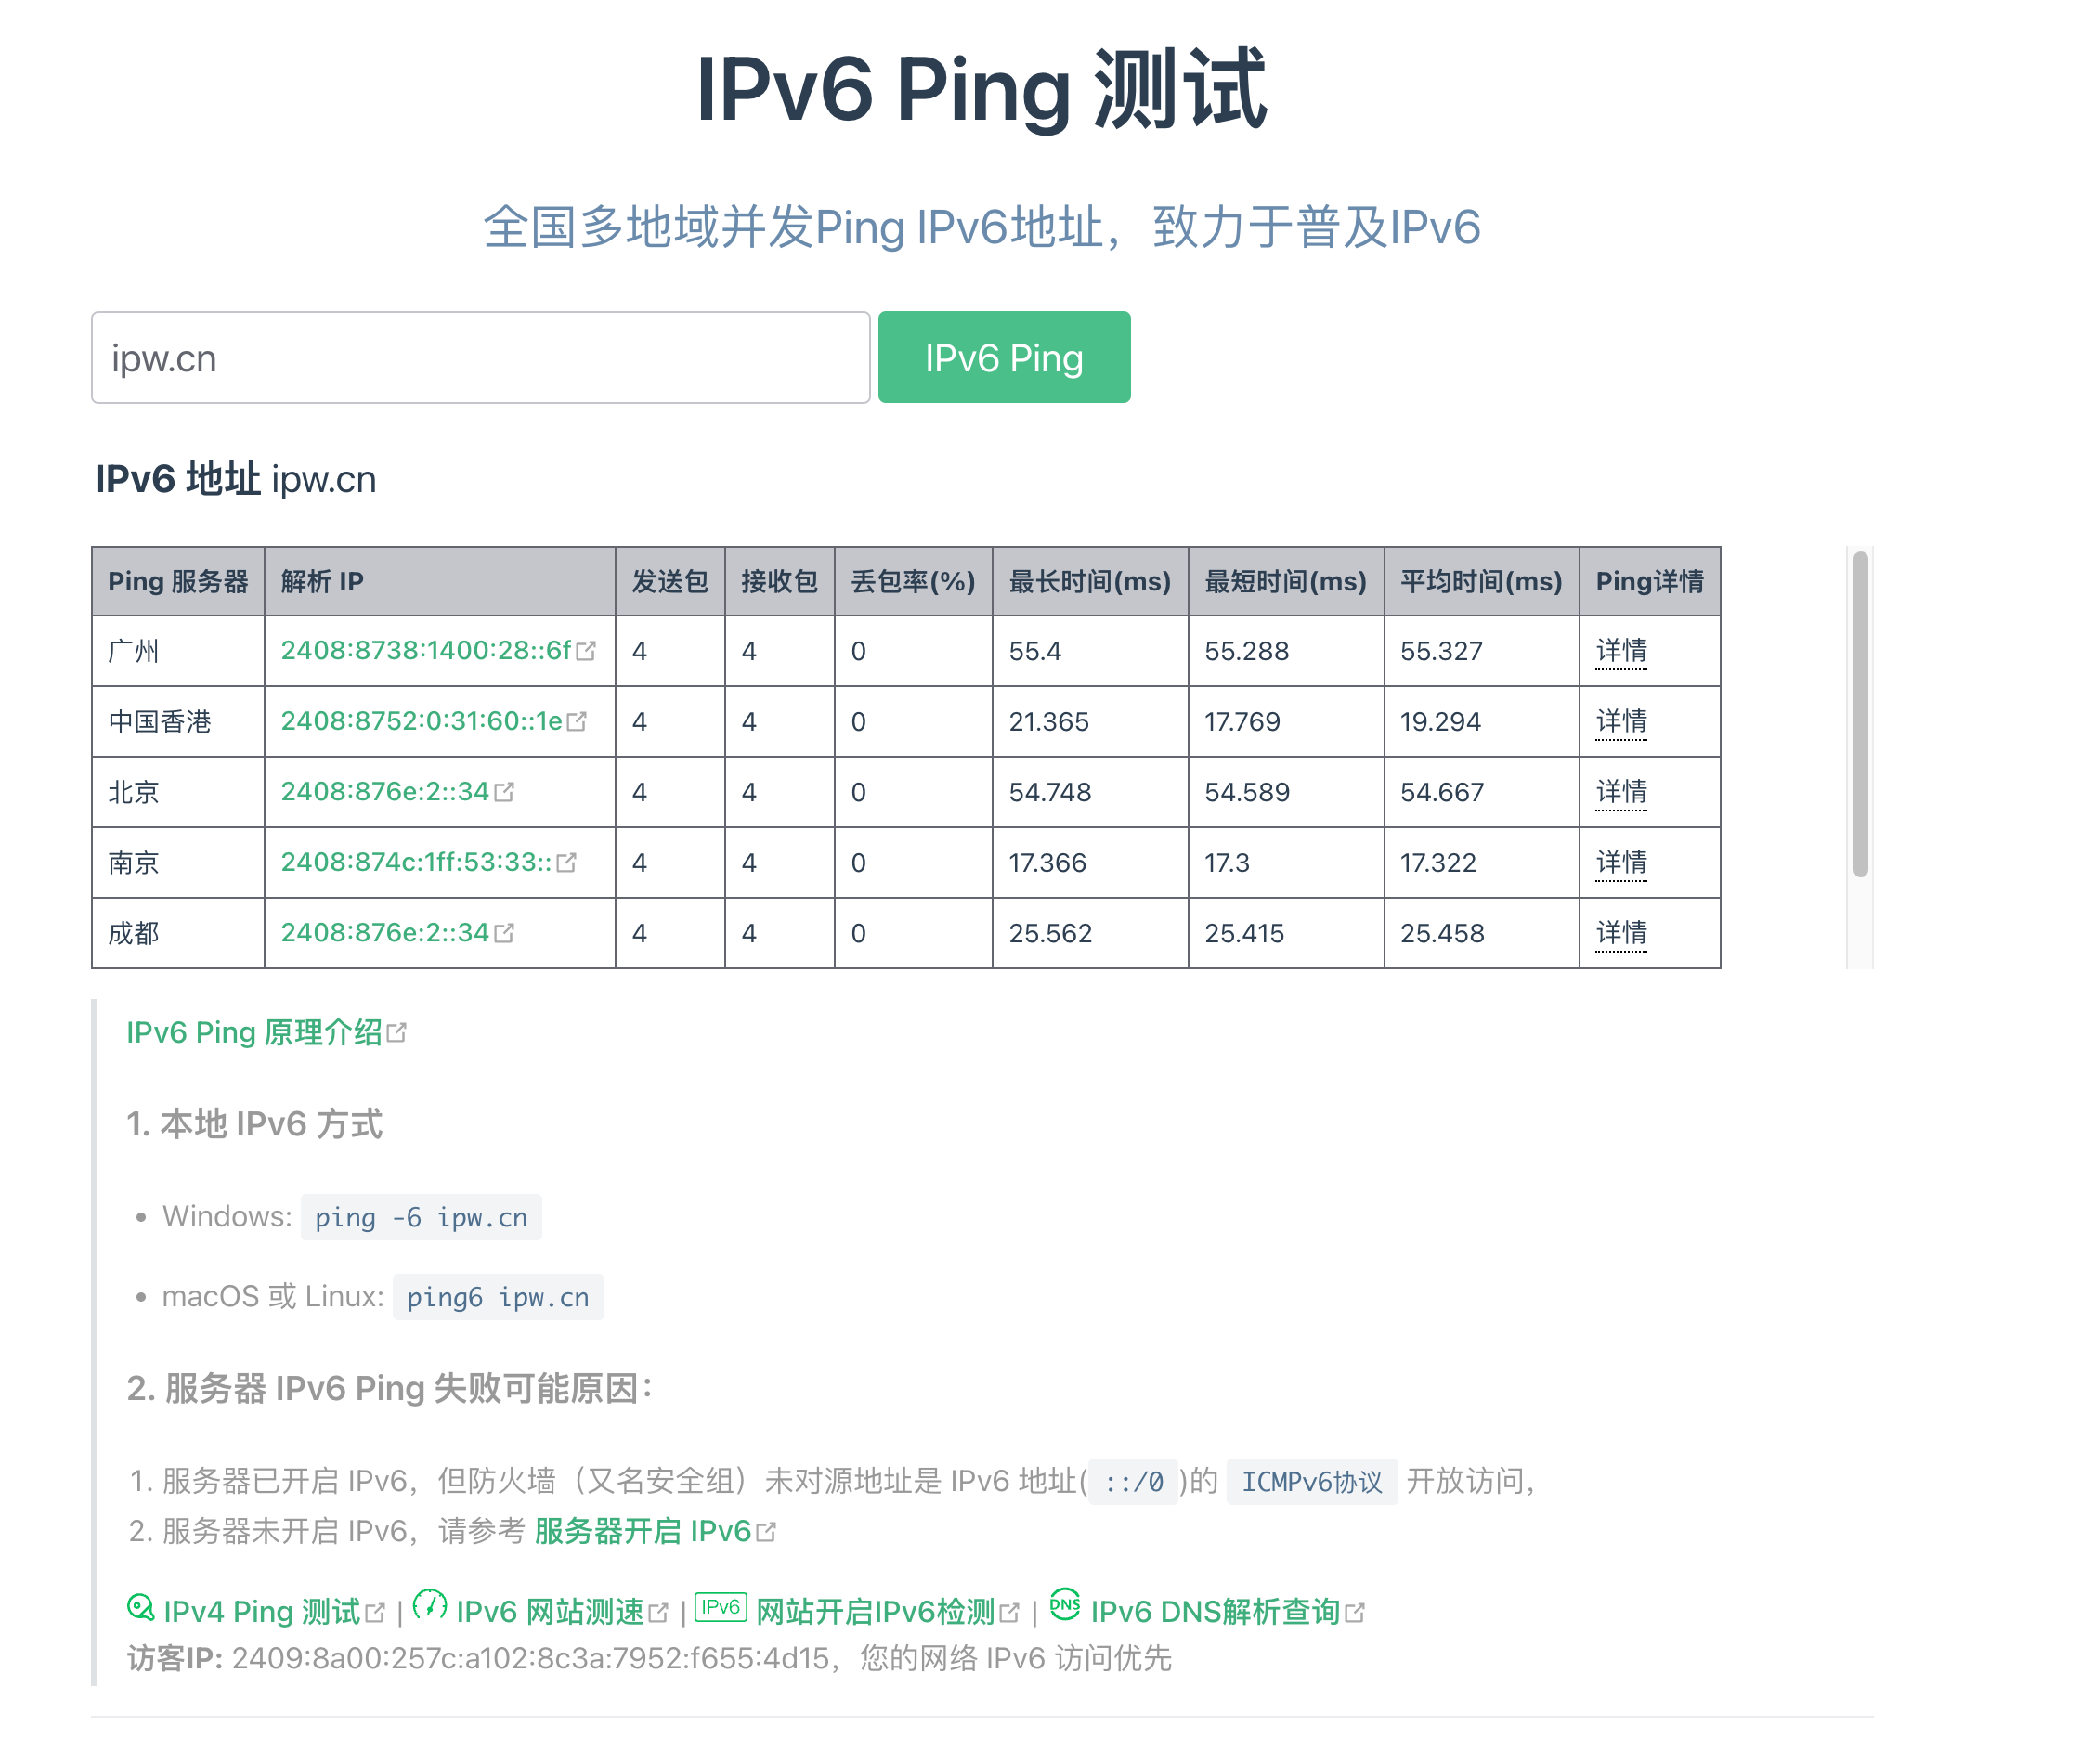 IPv6 Ping 测试
全国多地域并发Ping IPv6地址，致力于普及IPv6
ipw.cn IPv6 Ping
IPv6 地址 ipw.cn
Ping 服务器 解析 IP 发送包 接收包 丢包率(%) 最长时间(ms) 最短时间(ms) 平均时间(ms) Ping详情
广州 2408:8738:1400:28::6f 4 4 0 55.4 55.288 55.327 详情
中国香港 2408:8752:0:31:60::1e 4 4 0 21.365 17.769 19.294 详情
北京 2408:876e:2::34 4 4 0 54.748 54.589 54.667 详情
南京 2408:874c:1ff:53:33:: 4 4 0 17.366 17.3 17.322 详情
成都 2408:876e:2::34 4 4 0 25.562 25.415 25.458 详情
IPv6 Ping 原理介绍
1. 本地 IPv6 方式
• Windows: ping -6 ipw.cn
• macOS 或 Linux: ping6 ipw.cn
2. 服务器 IPv6 Ping 失败可能原因：
1. 服务器已开启 IPv6，但防火墙（又名安全组）未对源地址是 IPv6 地址(::/0)的 ICMPv6协议 开放访问，
2. 服务器未开启 IPv6，请参考 服务器开启 IPv6
IPv4 Ping 测试 | IPv6 网站测速 | IPv6 网站开启IPv6检测 | DNS IPv6 DNS解析查询
访客IP: 2409:8a00:257c:a102:8c3a:7952:f655:4d15，您的网络 IPv6 访问优先